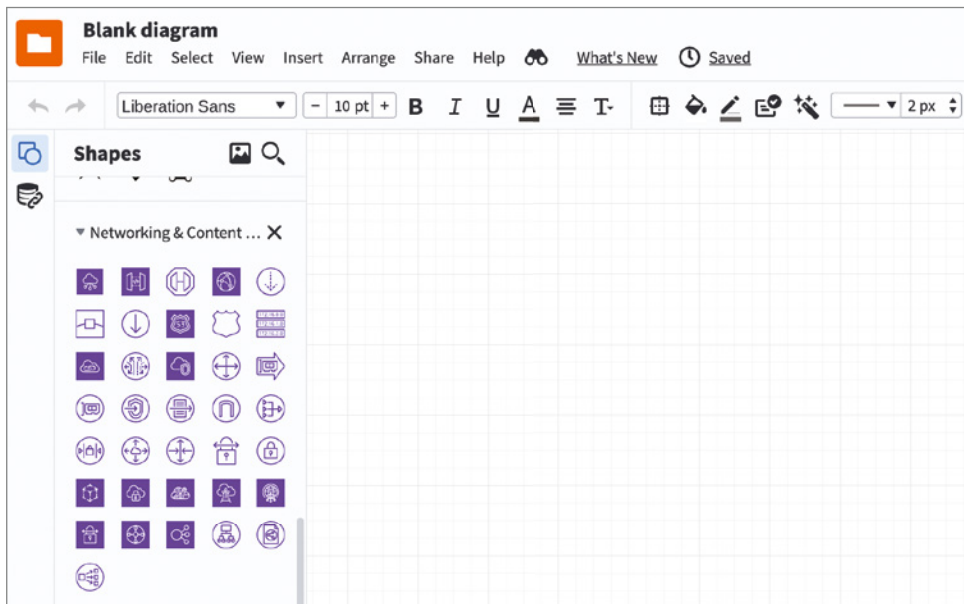 Blank diagram
File Edit Select View Insert Arrange Share Help What's New Saved
Liberation Sans - 10 pt + B I U A T 2 px
Shapes
Networking & Content ...